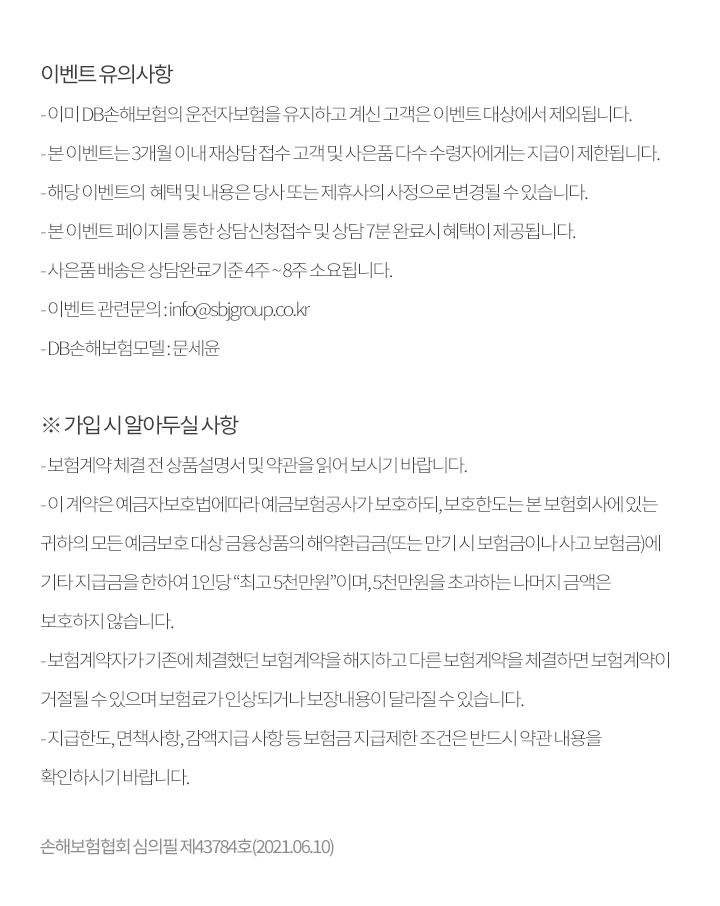 이벤트 유의사항
- 이미 DB손해보험의 운전자보험을 유지하고 계신 고객은 이벤트 대상에서 제외됩니다.
- 본 이벤트는 3개월 이내 재상담 접수 고객 및 사은품 다수 수령자에게는 지급이 제한됩니다.
- 해당 이벤트의 혜택 및 내용은 당사 또는 제휴사의 사정으로 변경될 수 있습니다.
- 본 이벤트 페이지를 통한 상담신청접수 및 상담 7분 완료시 혜택이 제공됩니다.
- 사은품 배송은 상담완료기준 4주 ~ 8주 소요됩니다.
- 이벤트 관련문의 : info@sbjgroup.co.kr
- DB손해보험모델 : 문세윤
※ 가입 시 알아두실 사항
- 보험계약 체결 전 상품설명서 및 약관을 읽어 보시기 바랍니다.
- 이 계약은 예금자보호법에따라 예금보험공사가 보호하되, 보호한도는 본 보험회사에 있는
귀하의 모든 예금보호 대상 금융상품의 해약환급금(또는 만기 시 보험금이나 사고 보험금)에
기타 지급금을 한하여 1인당 “최고 5천만원”이며, 5천만원을 초과하는 나머지 금액은
보호하지 않습니다.
- 보험계약자가 기존에 체결했던 보험계약을 해지하고 다른 보험계약을 체결하면 보험계약이
거절될 수 있으며 보험료가 인상되거나 보장내용이 달라질 수 있습니다.
- 지급한도, 면책사항, 감액지급 사항 등 보험금 지급제한 조건은 반드시 약관 내용을
확인하시기 바랍니다.
손해보험협회 심의필 제43784호(2021.06.10)